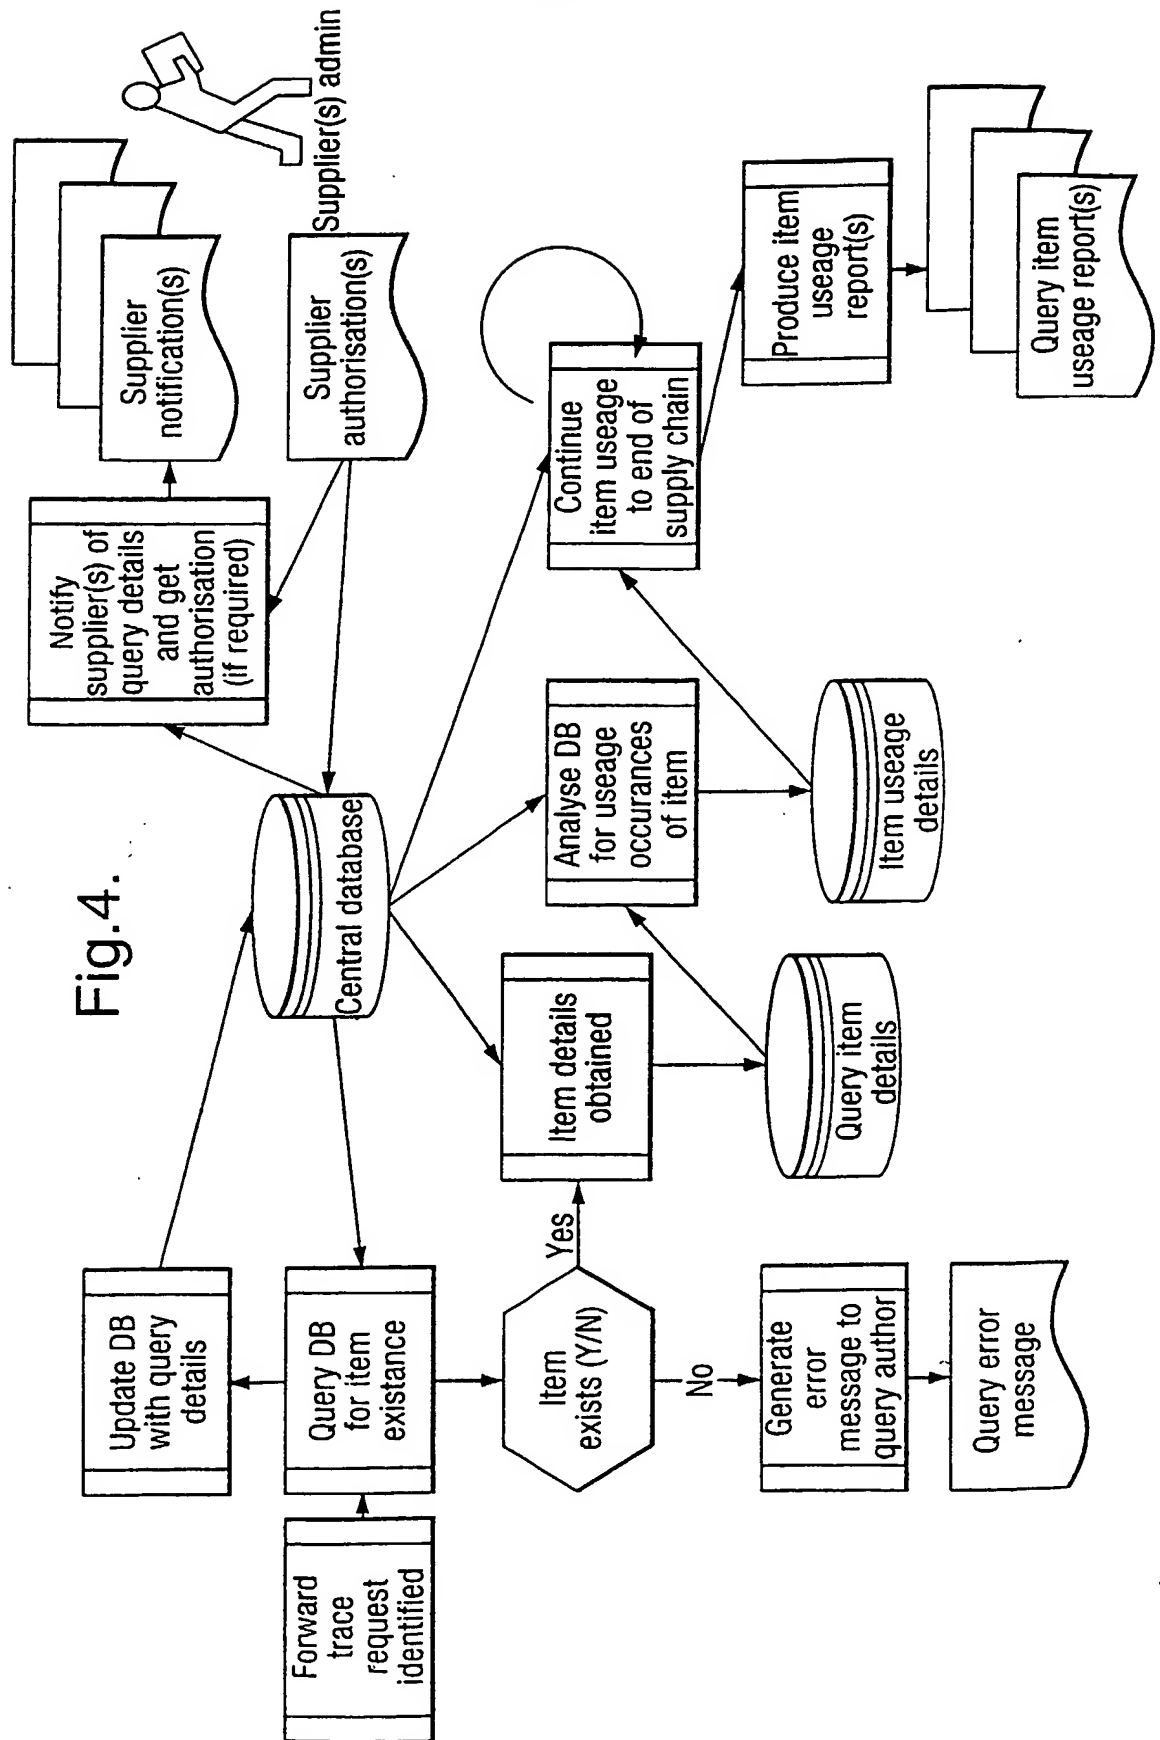 Fig.4.
Forward
trace
request
identified
Update DB
with query
details
Query DB
for item
existance
Item
exists (Y/N)
Yes
No
Generate
error
message to
query author
Query error
message
Central database
Item details
obtained
Query item
details
Analyse DB
for useage
occurances
of item
Item useage
details
Notify
supplier(s) of
query details
and get
authorisation
(if required)
Supplier
notification(s)
Supplier
authorisation(s)
Supplier(s) admin
Continue
item useage
to end of
supply chain
Produce item
useage
report(s)
Query item
useage report(s)